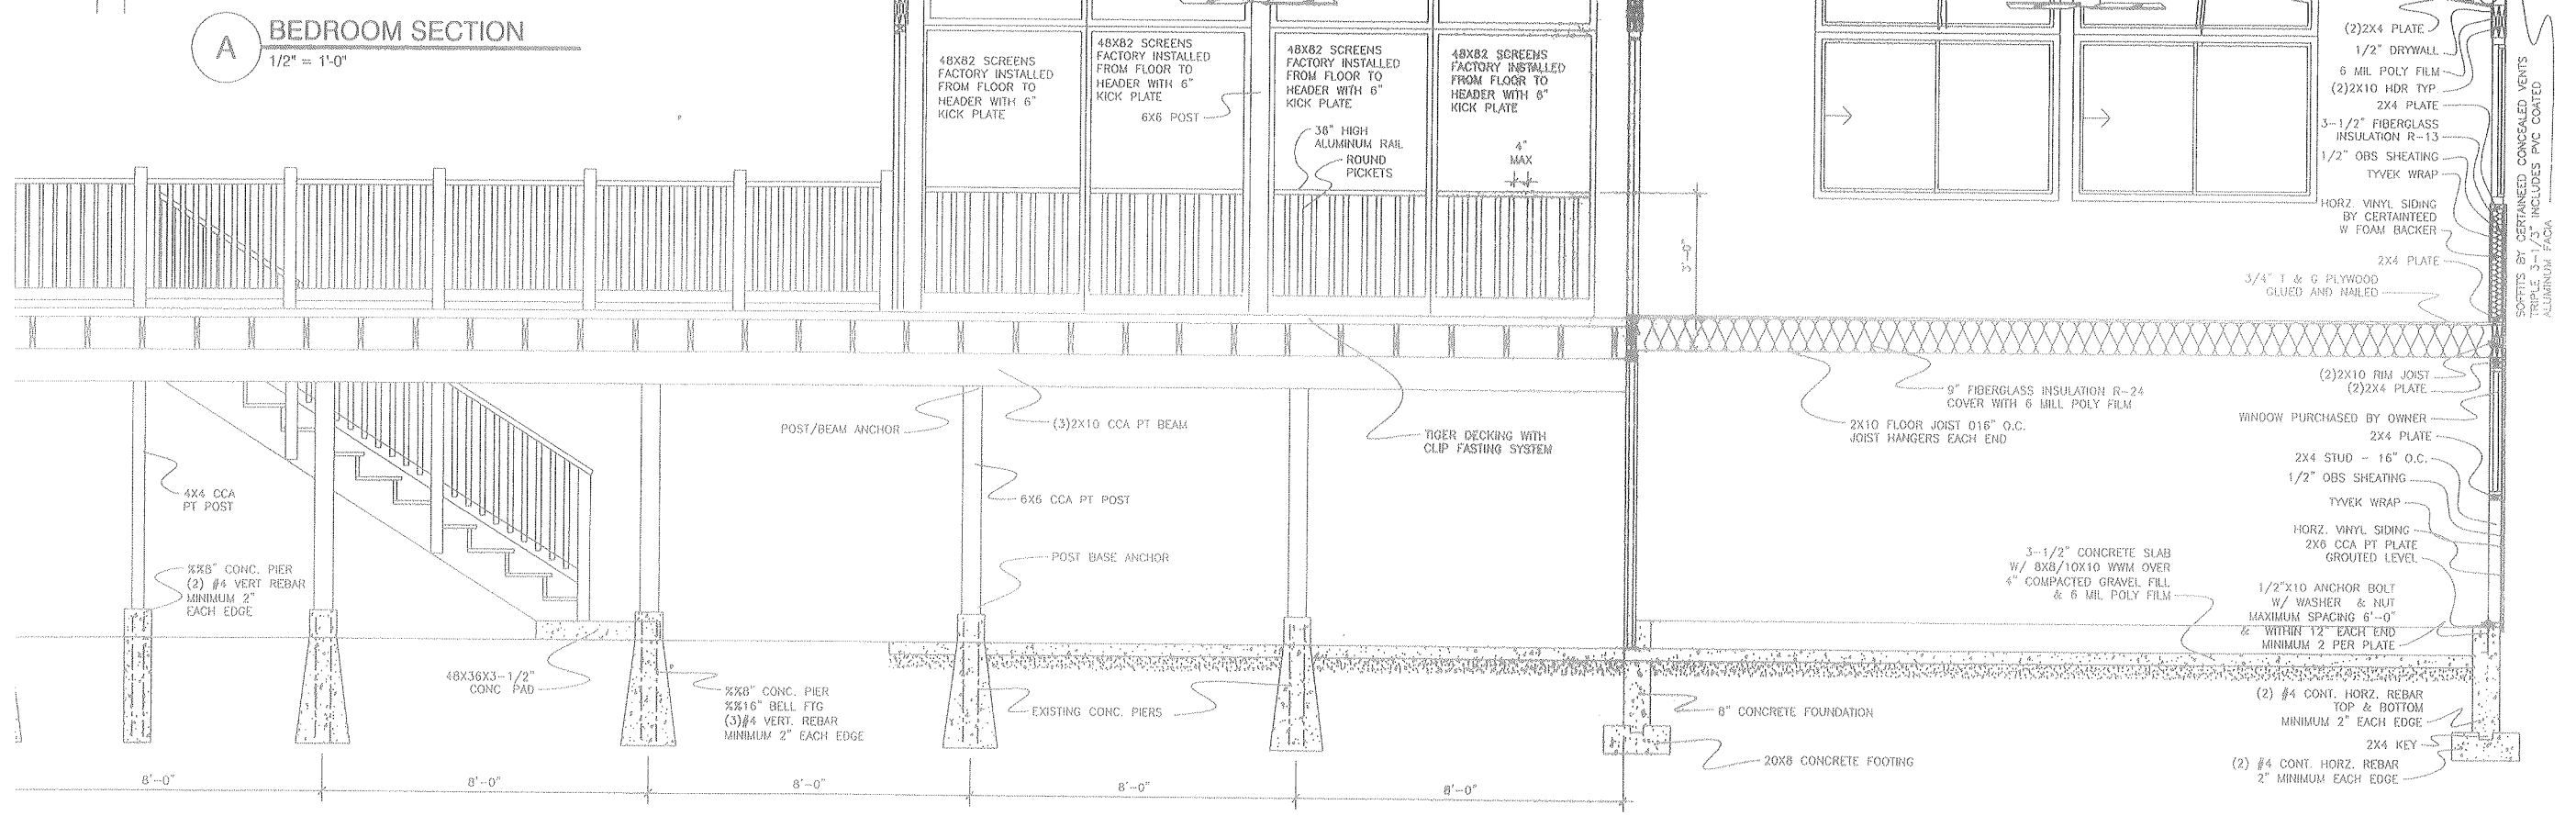 A
BEDROOM SECTION
1/2" = 1'-0"
48X82 SCREENS
FACTORY INSTALLED
FROM FLOOR TO
HEADER WITH 6"
KICK PLATE
48X82 SCREENS
FACTORY INSTALLED
FROM FLOOR TO
HEADER WITH 6"
KICK PLATE
6X6 POST
48X82 SCREENS
FACTORY INSTALLED
FROM FLOOR TO
HEADER WITH 6"
KICK PLATE
36" HIGH
ALUMINUM RAIL
ROUND
PICKETS
48X82 SCREENS
FACTORY INSTALLED
FROM FLOOR TO
HEADER WITH 6"
KICK PLATE
4"
MAX
3'-0"
(2)2X4 PLATE
1/2" DRYWALL
6 MIL POLY FILM
(2)2X10 HDR TYP.
2X4 PLATE
3-1/2" FIBERGLASS
INSULATION R-13
1/2" OBS SHEATING
TYVEK WRAP
HORZ. VINYL SIDING
BY CERTAINTEED
W FOAM BACKER
2X4 PLATE
3/4" T & G PLYWOOD
GLUED AND NAILED
SOFFITS BY CERTAINEED CONCEALED VENTS
TRIPLE 3-1/3" INCLUDES PVC COATED
ALUMINUM FACIA
(2)2X10 RIM JOIST
(2)2X4 PLATE
WINDOW PURCHASED BY OWNER
2X4 PLATE
2X4 STUD - 16" O.C.
1/2" OBS SHEATING
TYVEK WRAP
HORZ. VINYL SIDING
2X6 CCA PT PLATE
GROUTED LEVEL
1/2"X10 ANCHOR BOLT
W/ WASHER & NUT
MAXIMUM SPACING 6'-0"
& WITHIN 12" EACH END
MINIMUM 2 PER PLATE
9" FIBERGLASS INSULATION R-24
COVER WITH 6 MILL POLY FILM
2X10 FLOOR JOIST @16" O.C.
JOIST HANGERS EACH END
POST/BEAM ANCHOR
(3)2X10 CCA PT BEAM
TIGER DECKING WITH
CLIP FASTING SYSTEM
4X4 CCA
PT POST
6X6 CCA PT POST
POST BASE ANCHOR
%%8" CONC. PIER
(2) #4 VERT REBAR
MINIMUM 2"
EACH EDGE
3-1/2" CONCRETE SLAB
W/ 8X8/10X10 WWM OVER
4" COMPACTED GRAVEL FILL
& 6 MIL POLY FILM
48X36X3-1/2"
CONC PAD
%%8" CONC. PIER
%%16" BELL FTG
(3)#4 VERT. REBAR
MINIMUM 2" EACH EDGE
EXISTING CONC. PIERS
8" CONCRETE FOUNDATION
20X8 CONCRETE FOOTING
(2) #4 CONT. HORZ. REBAR
TOP & BOTTOM
MINIMUM 2" EACH EDGE
2X4 KEY
(2) #4 CONT. HORZ. REBAR
2" MINIMUM EACH EDGE
8'-0"
8'-0"
8'-0"
8'-0"
8'-0"